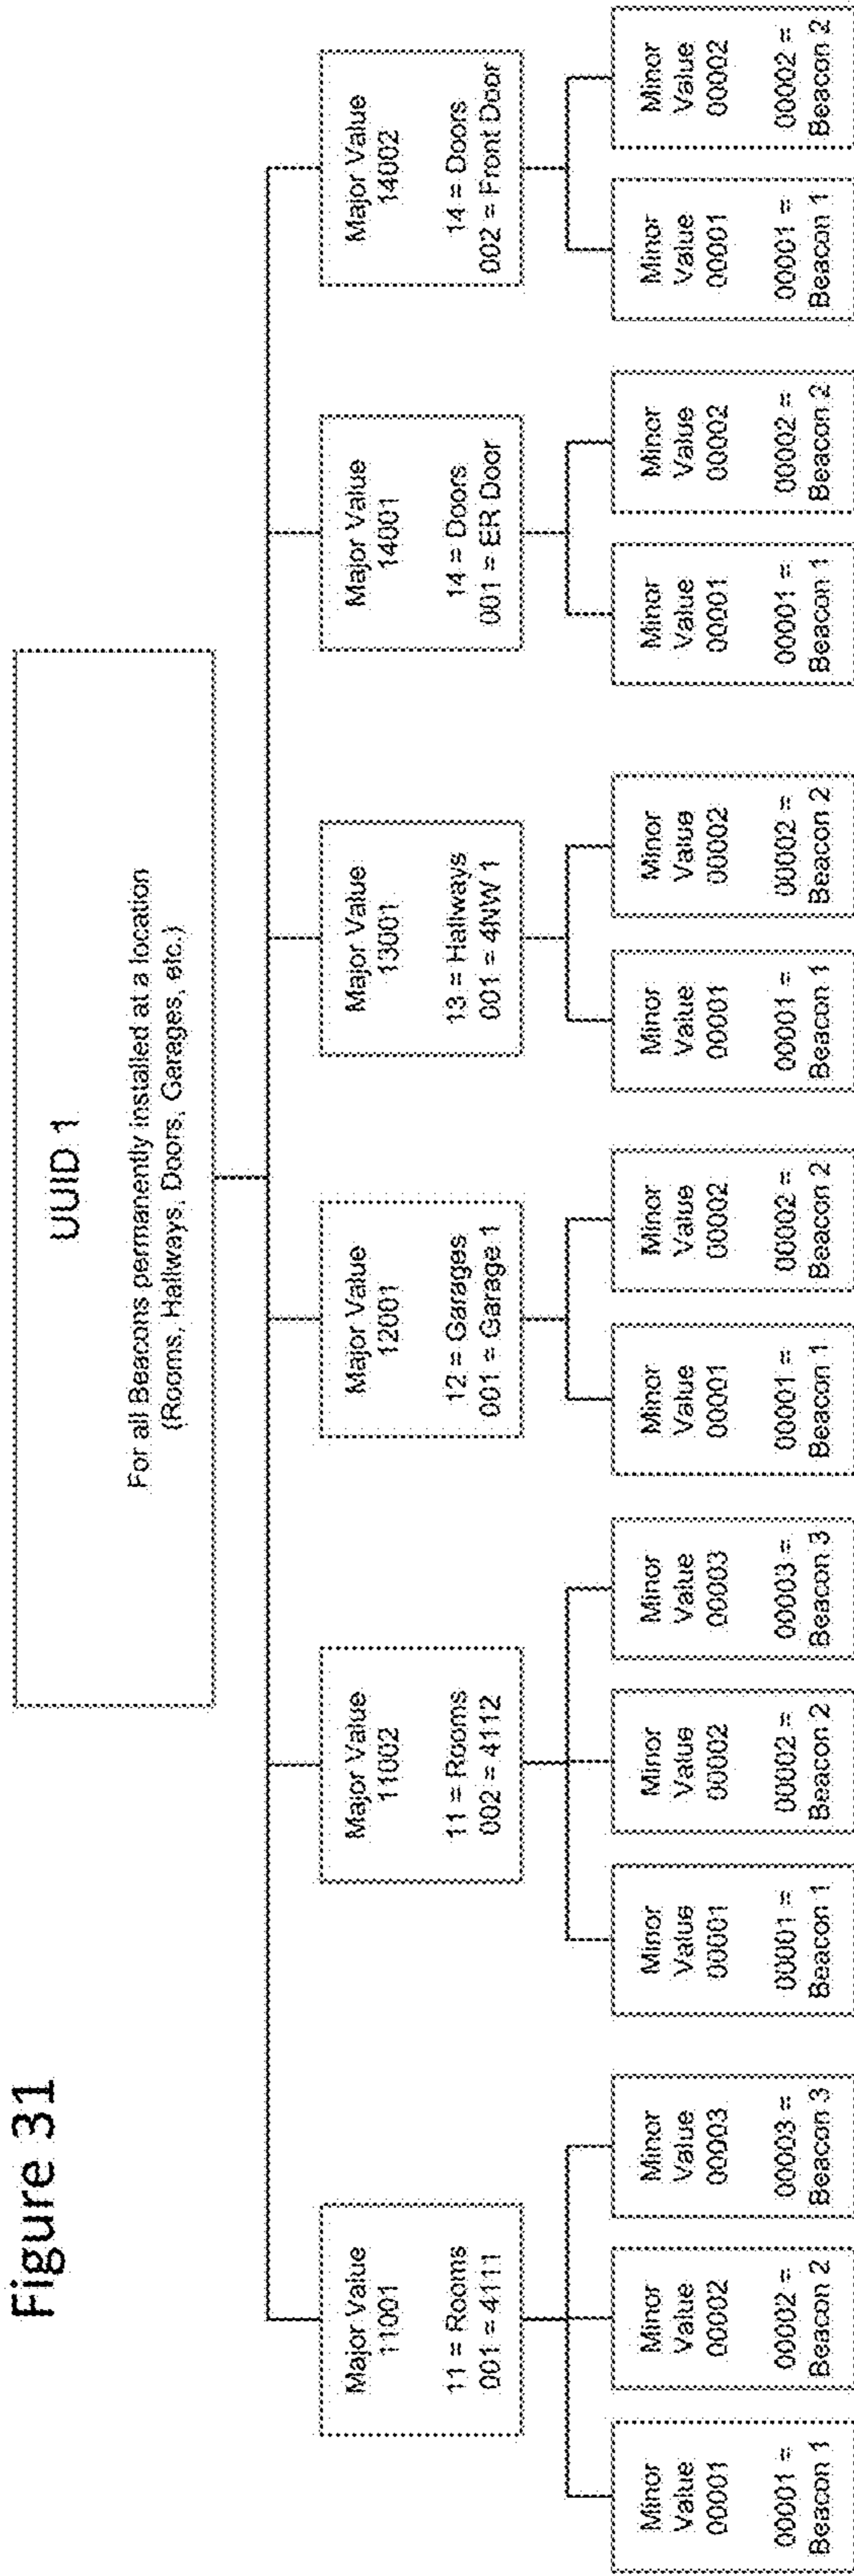 Figure 31
UUID 1
For all Beacons permanently installed at a location
(Rooms, Hallways, Doors, Garages, etc.)
Major Value
11001
11 = Rooms
001 = 4111
Minor
Value
00001
00001 =
Beacon 1
Minor
Value
00002
00002 =
Beacon 2
Minor
Value
00003
00003 =
Beacon 3
Major Value
11002
11 = Rooms
002 = 4112
Minor
Value
00001
00001 =
Beacon 1
Minor
Value
00002
00002 =
Beacon 2
Minor
Value
00003
00003 =
Beacon 3
Major Value
12001
12 = Garages
001 = Garage 1
Minor
Value
00001
00001 =
Beacon 1
Minor
Value
00002
00002 =
Beacon 2
Major Value
13001
13 = Hallways
001 = 4NW 1
Minor
Value
00001
00001 =
Beacon 1
Minor
Value
00002
00002 =
Beacon 2
Major Value
14001
14 = Doors
001 = ER Door
Minor
Value
00001
00001 =
Beacon 1
Minor
Value
00002
00002 =
Beacon 2
Major Value
14002
14 = Doors
002 = Front Door
Minor
Value
00001
00001 =
Beacon 1
Minor
Value
00002
00002 =
Beacon 2